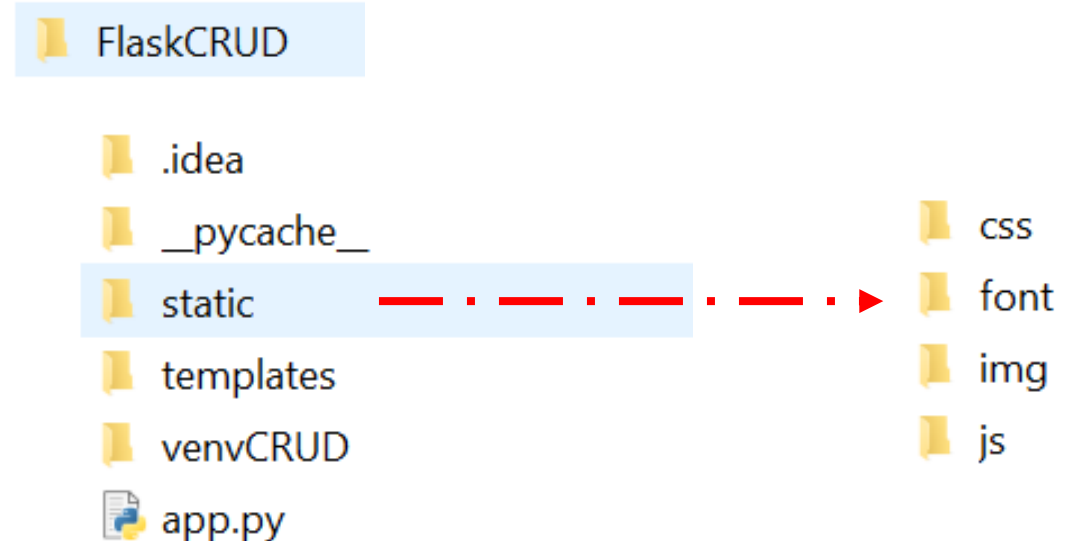 FlaskCRUD
.idea
__pycache__
static
templates
venvCRUD
app.py
css
font
img
js